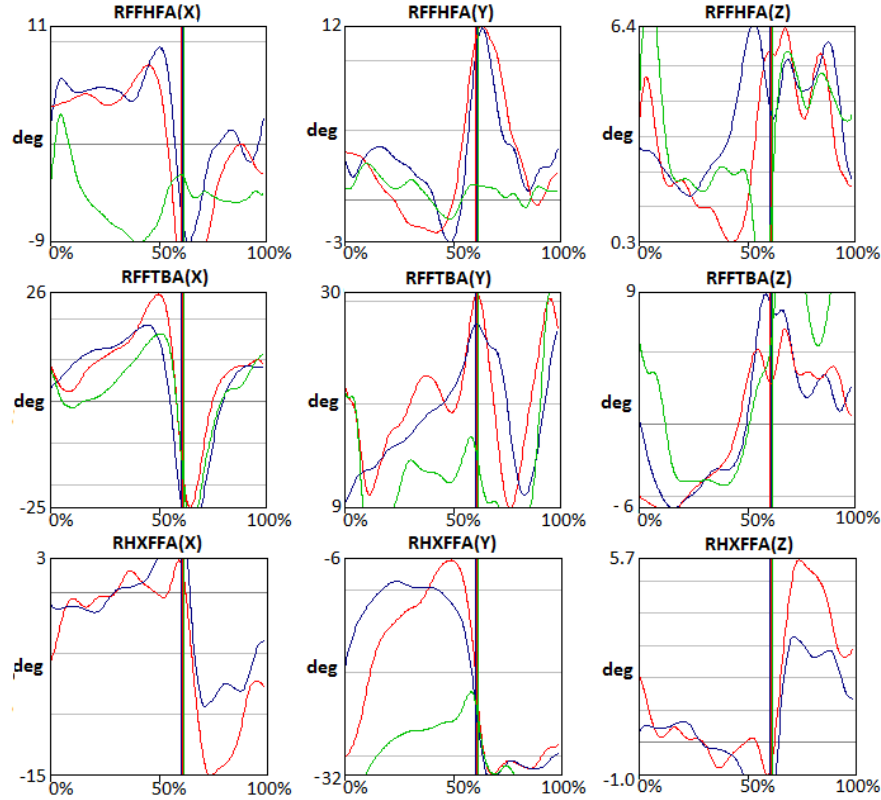 RFFHFA(X) RFFHFA(Y) RFFHFA(Z)
11 12 6.4
deg deg deg
-9 -3 0.3
0% 50% 100% 0% 50% 100% 0% 50% 100%
RFFTBA(X) RFFTBA(Y) RFFTBA(Z)
26 30 9
deg deg deg
-25 9 -6
0% 50% 100% 0% 50% 100% 0% 50% 100%
RHXFFA(X) RHXFFA(Y) RHXFFA(Z)
3 -6 5.7
deg deg deg
-15 -32 -1.0
0% 50% 100% 0% 50% 100% 0% 50% 100%